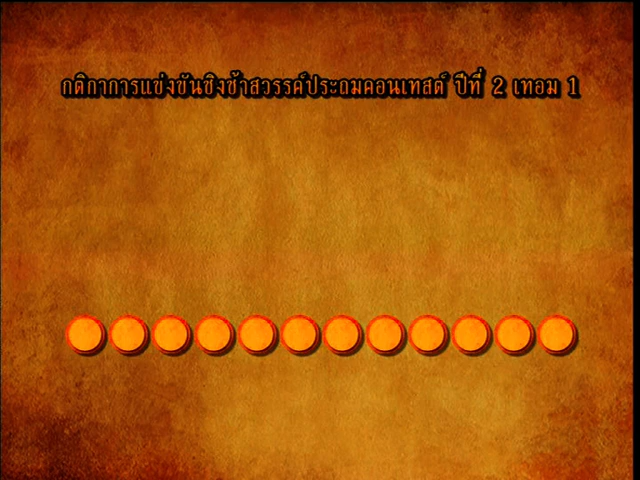 กติกาการแข่งขันชิงช้าสวรรค์ประถมคอนเทสต์ ปีที่ 2 เทอม 1